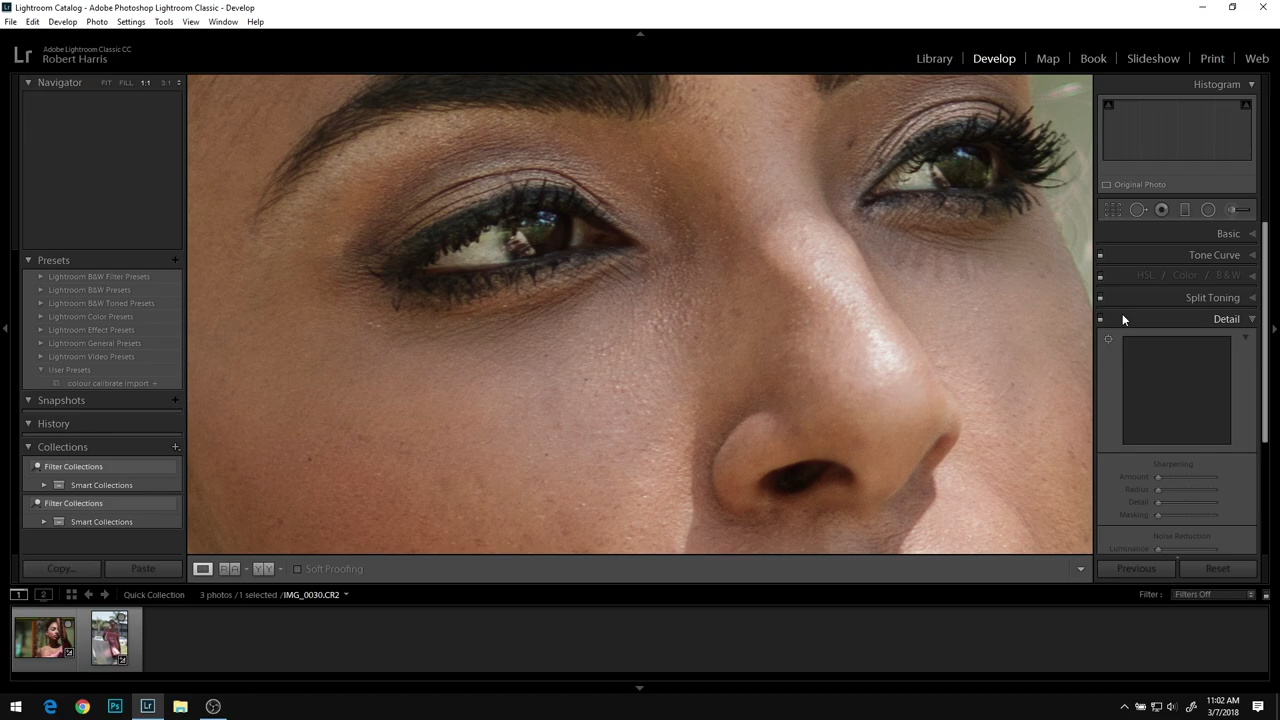 Lightroom Catalog - Adobe Photoshop Lightroom Classic - Develop
File Edit Develop Photo Settings Tools View Window Help
Lr Adobe Lightroom Classic CC
Robert Harris
Library | Develop | Map | Book | Slideshow | Print | Web
Navigator FIT FILL 1:1 3:1
Presets
Lightroom B&W Filter Presets
Lightroom B&W Presets
Lightroom B&W Toned Presets
Lightroom Color Presets
Lightroom Effect Presets
Lightroom General Presets
Lightroom Video Presets
User Presets
colour calibrate import +
Snapshots
History
Collections
Filter Collections
Smart Collections
Filter Collections
Smart Collections
Copy... Paste
Soft Proofing
Histogram
Original Photo
Basic
Tone Curve
HSL / Color / B & W
Split Toning
Detail
Sharpening
Amount
Radius
Detail
Masking
Noise Reduction
Luminance
Previous Reset
1 2 Quick Collection 3 photos / 1 selected / IMG_0030.CR2
Filter : Filters Off
Ps Lr
11:02 AM
3/7/2018